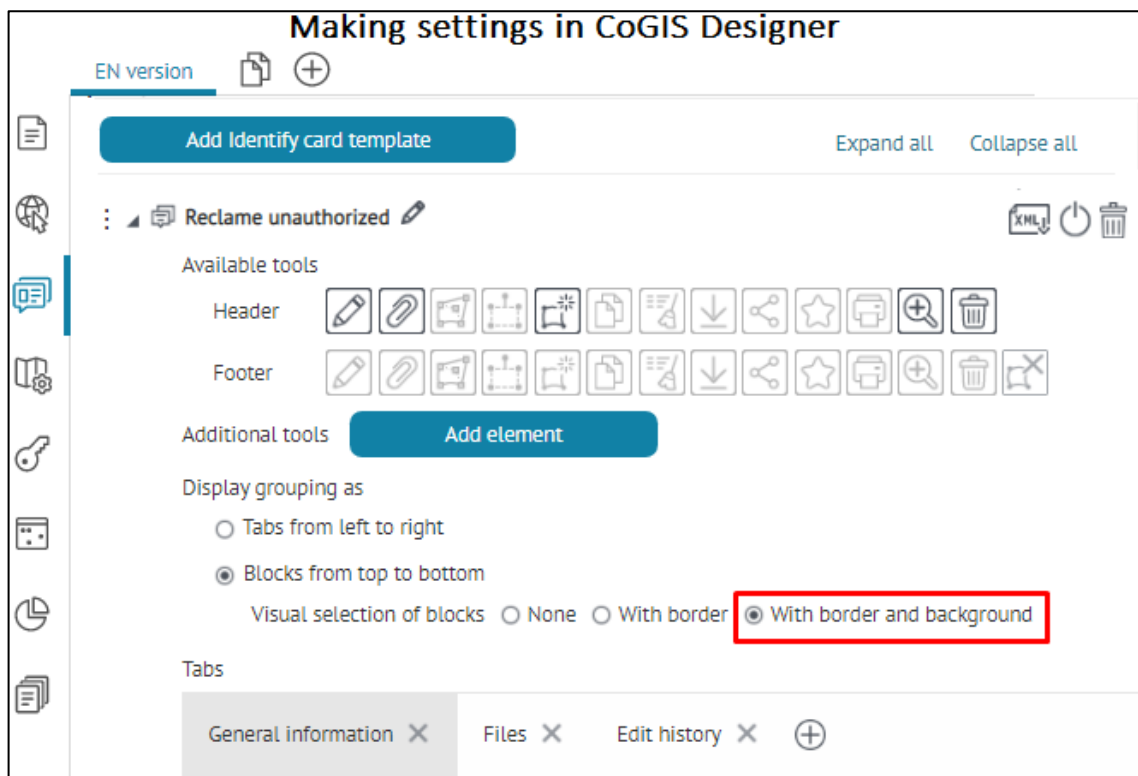 Making settings in CoGIS Designer
EN version
Add Identify card template
Expand all
Collapse all
Reclame unauthorized
XML
Available tools
Header
Footer
Additional tools
Add element
Display grouping as
Tabs from left to right
Blocks from top to bottom
Visual selection of blocks None With border With border and background
Tabs
General information Files Edit history